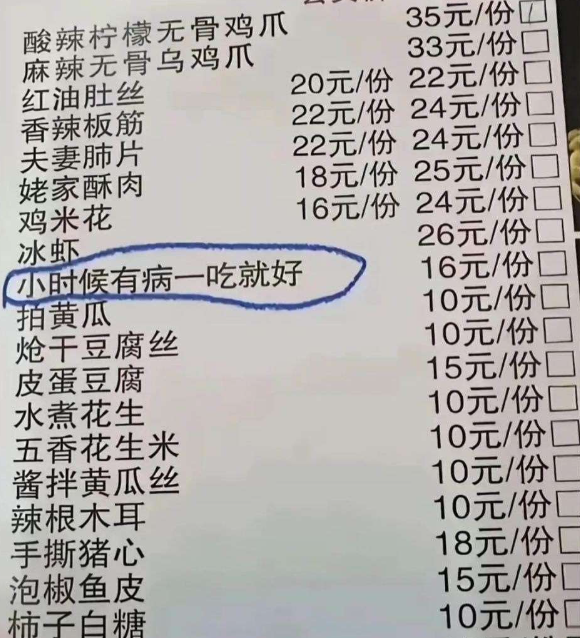 酸辣柠檬无骨鸡爪 35元/份
麻辣无骨乌鸡爪 33元/份
红油肚丝 20元/份 22元/份
香辣板筋 22元/份 24元/份
夫妻肺片 22元/份 24元/份
姥家酥肉 18元/份 25元/份
鸡米花 16元/份 24元/份
冰虾 26元/份
小时候有病一吃就好 16元/份
拍黄瓜 10元/份
炝干豆腐丝 10元/份
皮蛋豆腐 15元/份
水煮花生 10元/份
五香花生米 10元/份
酱拌黄瓜丝 10元/份
辣根木耳 10元/份
手撕猪心 18元/份
泡椒鱼皮 15元/份
柿子白糖 10元/份